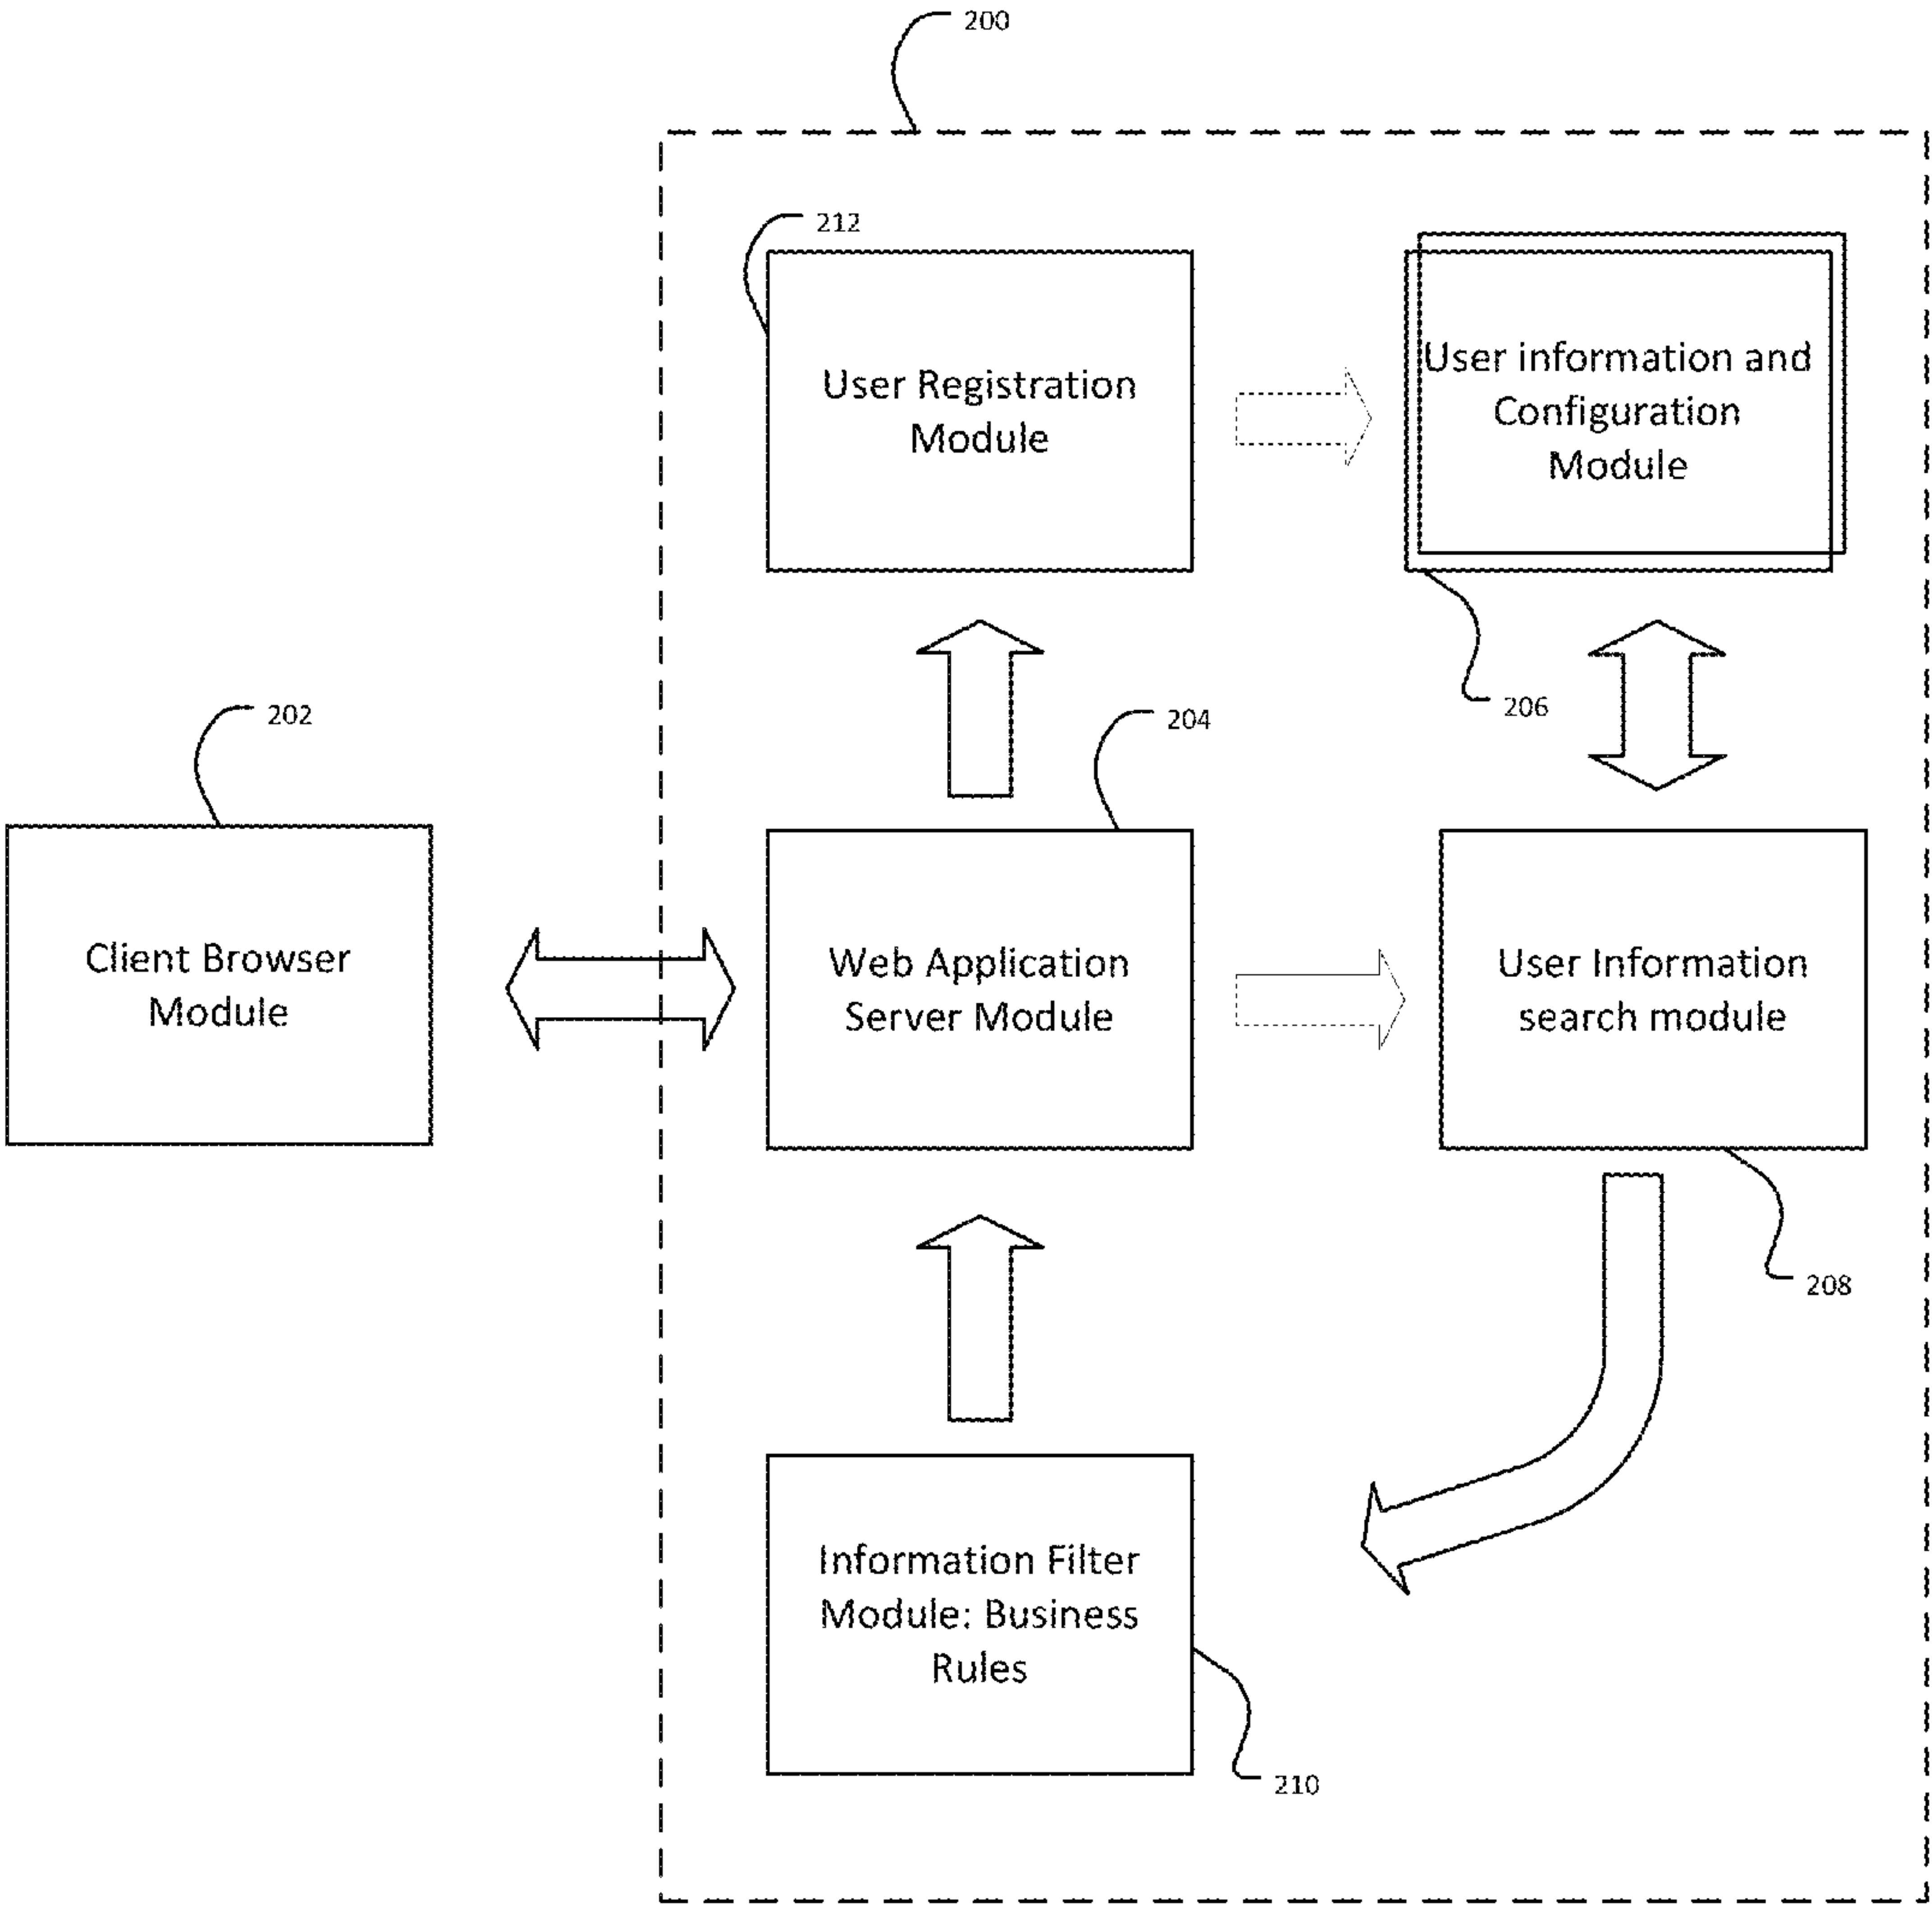 200
212
User Registration
Module
User information and
Configuration
Module
206
202
204
Client Browser
Module
Web Application
Server Module
User Information
search module
208
Information Filter
Module: Business
Rules
210